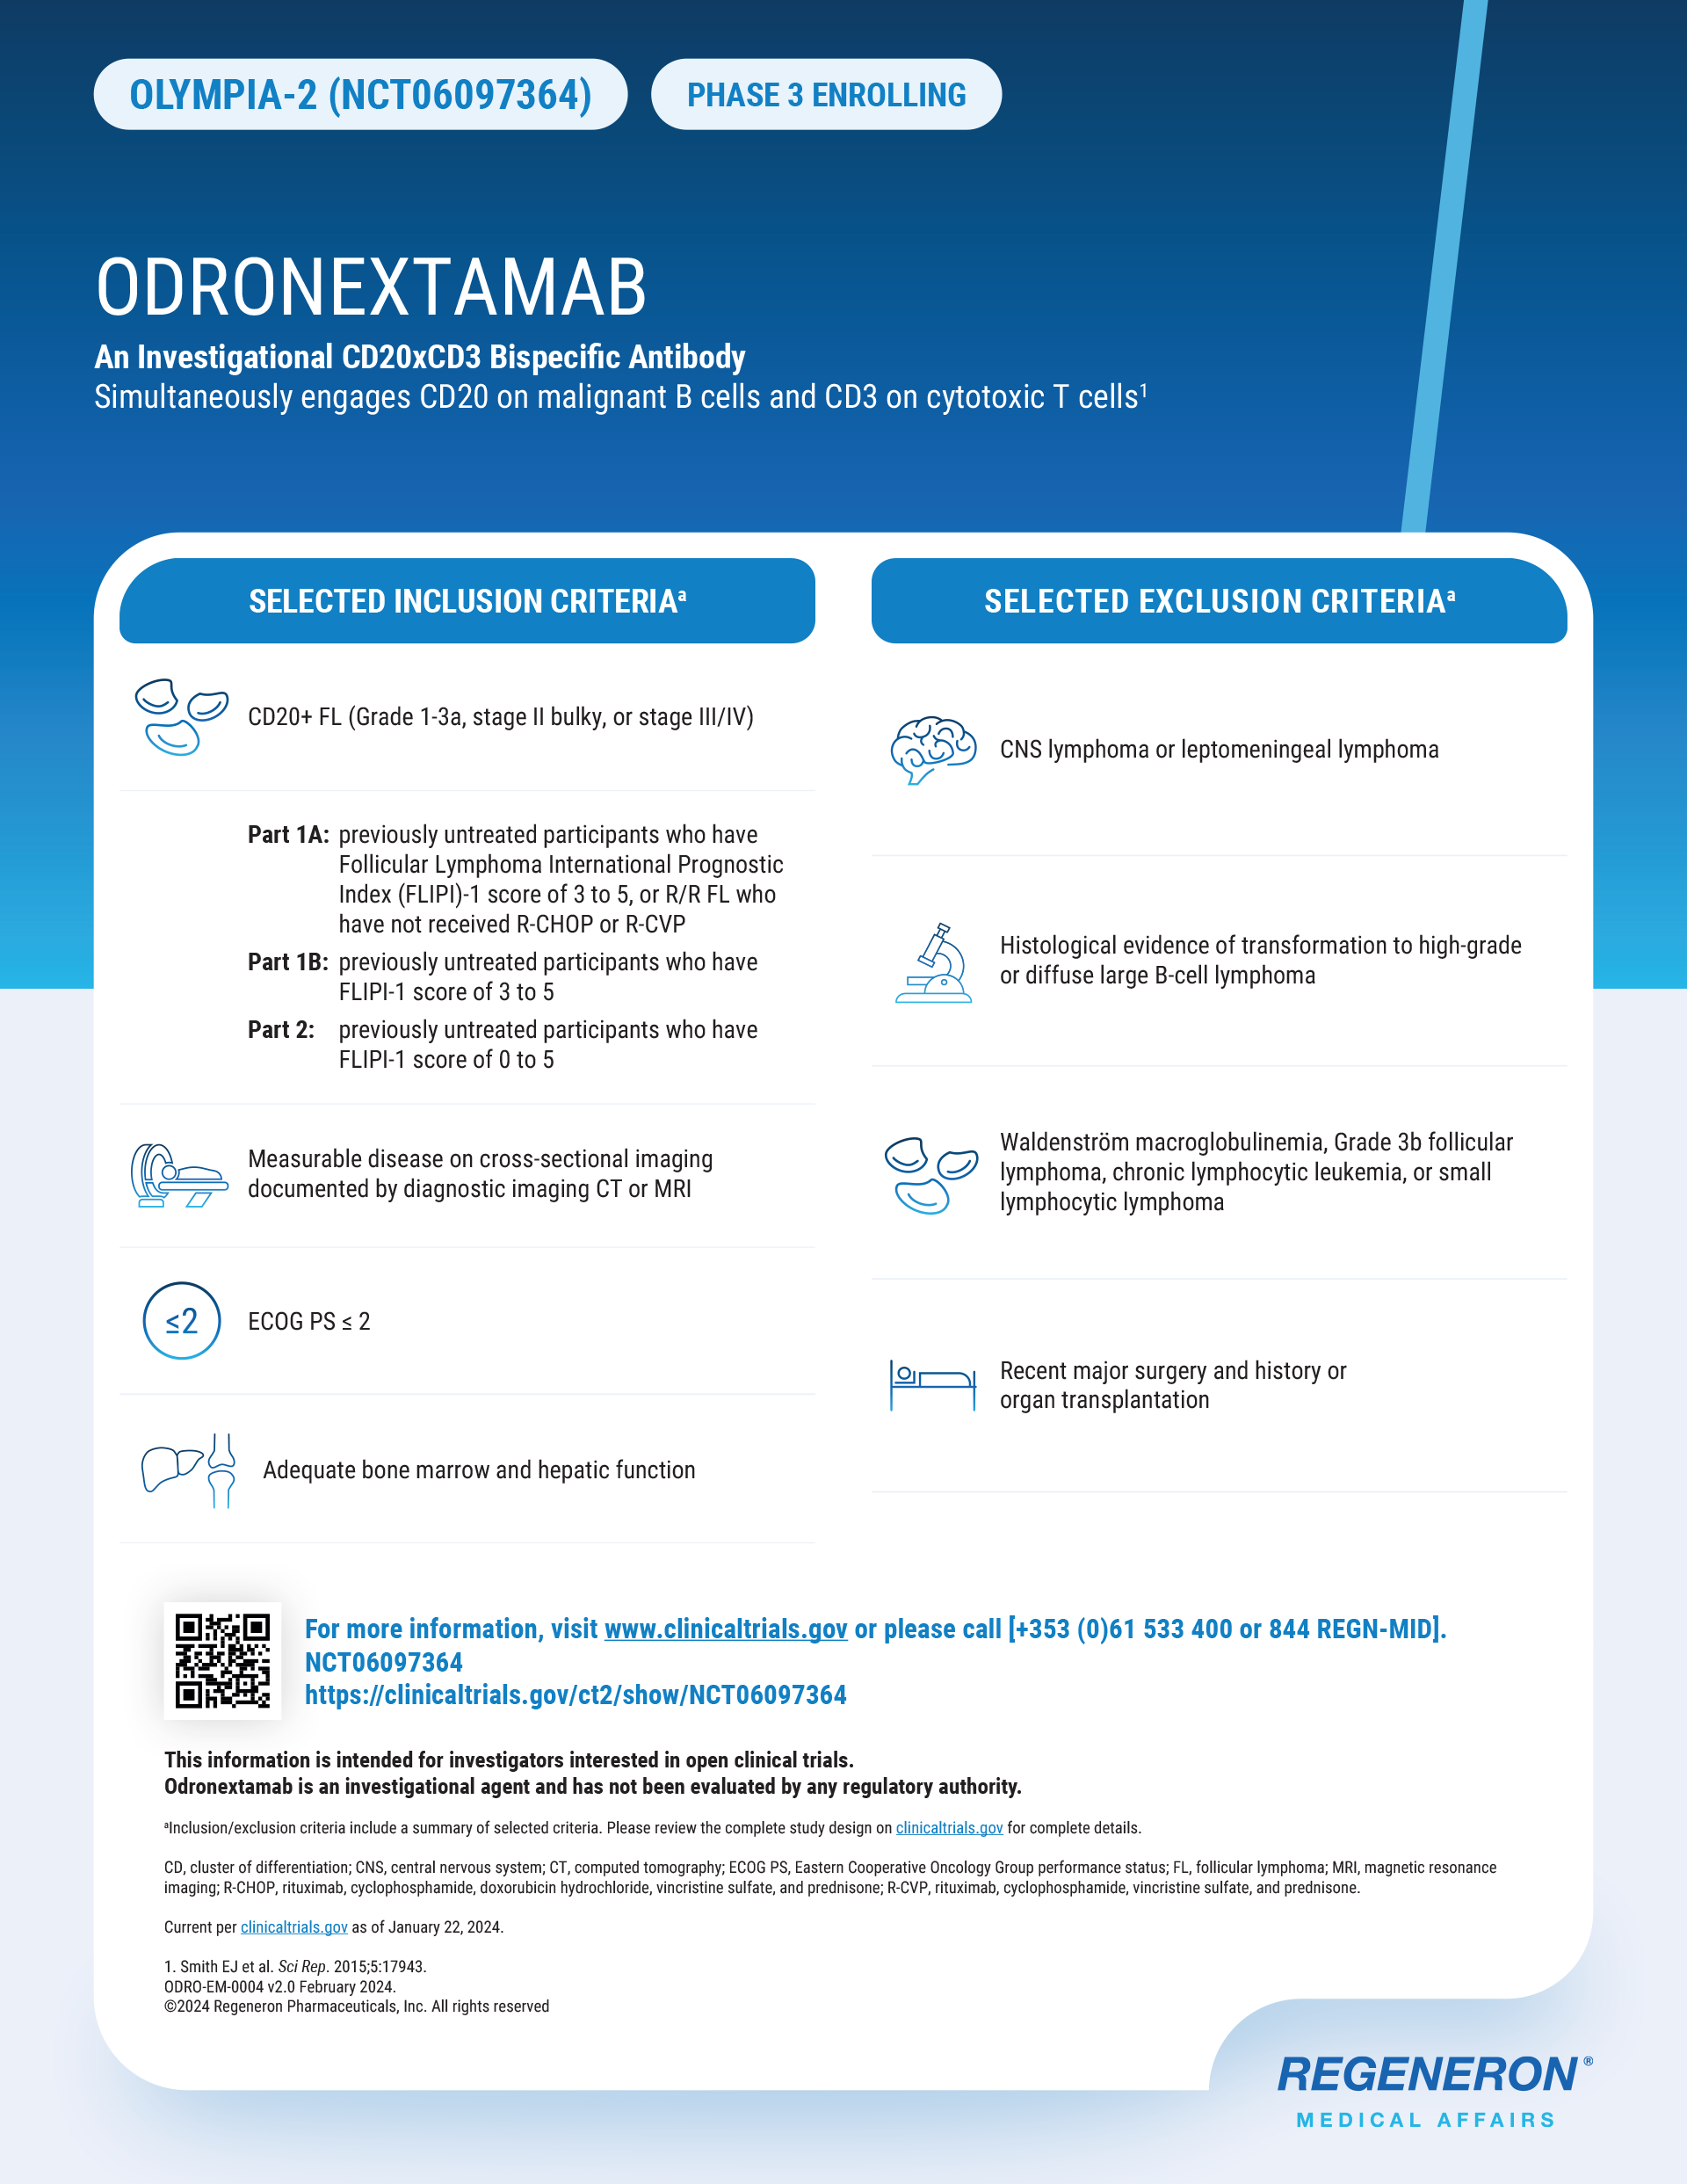 OLYMPIA-2 (NCT06097364)
PHASE 3 ENROLLING
ODRONEXTAMAB
An Investigational CD20xCD3 Bispecific Antibody
Simultaneously engages CD20 on malignant B cells and CD3 on cytotoxic T cells¹
SELECTED INCLUSION CRITERIAᵃ
CD20+ FL (Grade 1-3a, stage II bulky, or stage III/IV)
Part 1A: previously untreated participants who have
Follicular Lymphoma International Prognostic
Index (FLIPI)-1 score of 3 to 5, or R/R FL who
have not received R-CHOP or R-CVP
Part 1B: previously untreated participants who have
FLIPI-1 score of 3 to 5
Part 2: previously untreated participants who have
FLIPI-1 score of 0 to 5
Measurable disease on cross-sectional imaging
documented by diagnostic imaging CT or MRI
≤2
ECOG PS ≤ 2
Adequate bone marrow and hepatic function
SELECTED EXCLUSION CRITERIAᵃ
CNS lymphoma or leptomeningeal lymphoma
Histological evidence of transformation to high-grade
or diffuse large B-cell lymphoma
Waldenström macroglobulinemia, Grade 3b follicular
lymphoma, chronic lymphocytic leukemia, or small
lymphocytic lymphoma
Recent major surgery and history or
organ transplantation
For more information, visit www.clinicaltrials.gov or please call [+353 (0)61 533 400 or 844 REGN-MID].
NCT06097364
https://clinicaltrials.gov/ct2/show/NCT06097364
This information is intended for investigators interested in open clinical trials.
Odronextamab is an investigational agent and has not been evaluated by any regulatory authority.
ᵃInclusion/exclusion criteria include a summary of selected criteria. Please review the complete study design on clinicaltrials.gov for complete details.
CD, cluster of differentiation; CNS, central nervous system; CT, computed tomography; ECOG PS, Eastern Cooperative Oncology Group performance status; FL, follicular lymphoma; MRI, magnetic resonance
imaging; R-CHOP, rituximab, cyclophosphamide, doxorubicin hydrochloride, vincristine sulfate, and prednisone; R-CVP, rituximab, cyclophosphamide, vincristine sulfate, and prednisone.
Current per clinicaltrials.gov as of January 22, 2024.
1. Smith EJ et al. Sci Rep. 2015;5:17943.
ODRO-EM-0004 v2.0 February 2024.
©2024 Regeneron Pharmaceuticals, Inc. All rights reserved
REGENERON®
MEDICAL AFFAIRS